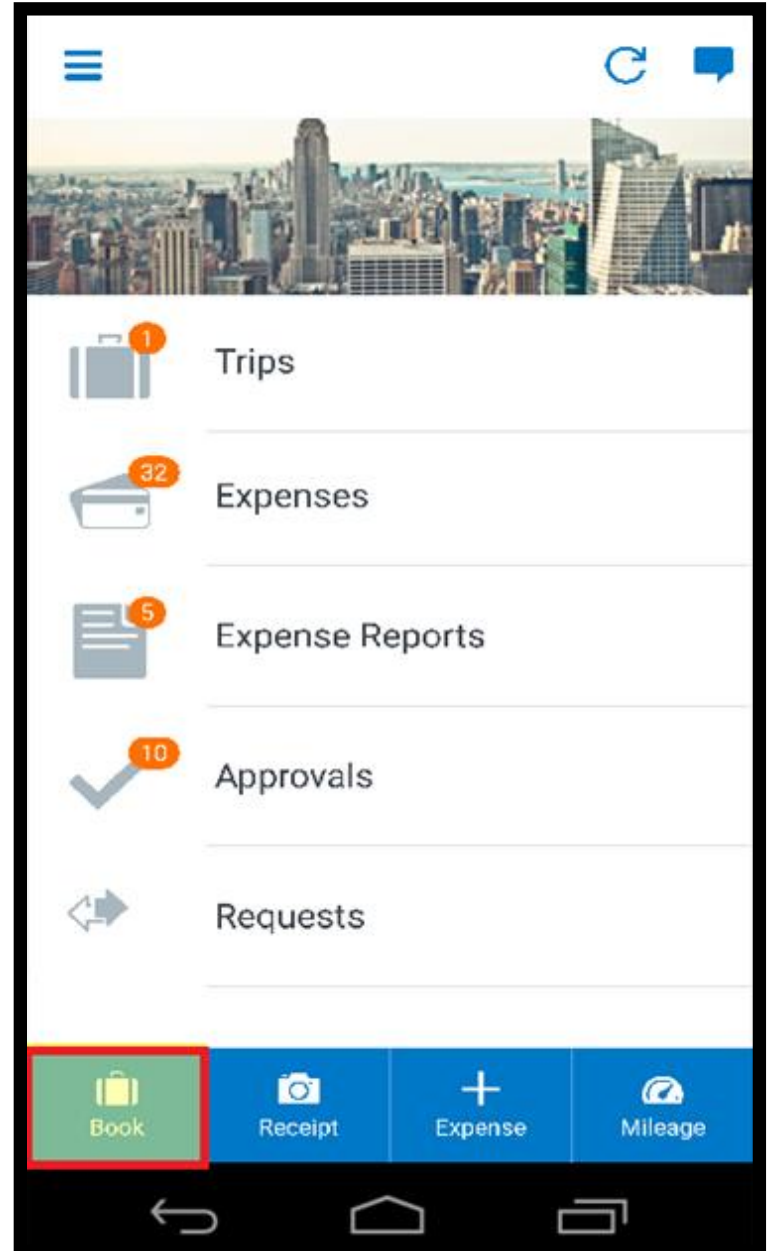 1
Trips
32
Expenses
5
Expense Reports
10
Approvals
Requests
Book Receipt Expense Mileage